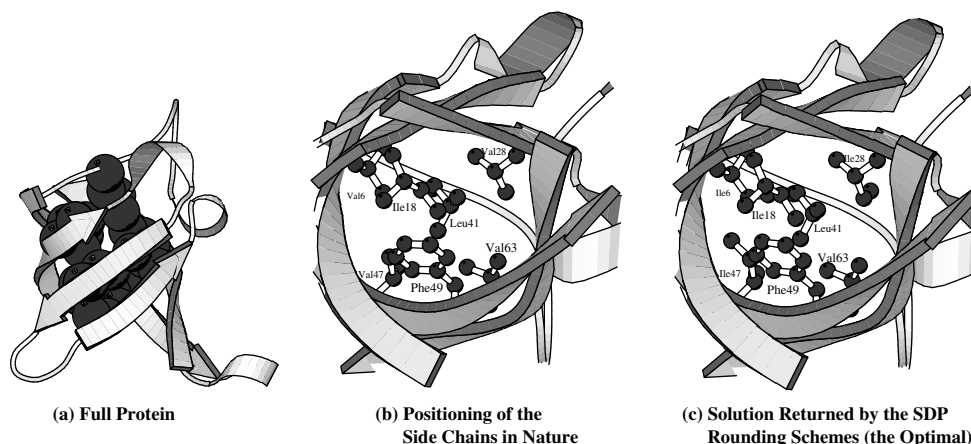 Val28
Val6
Ile18
Leu41
Val63
Val47
Phe49
Ile28
Ile6
Ile18
Leu41
Val63
Ile47
Phe49
(a) Full Protein
(b) Positioning of the
Side Chains in Nature
(c) Solution Returned by the SDP
Rounding Schemes (the Optimal)